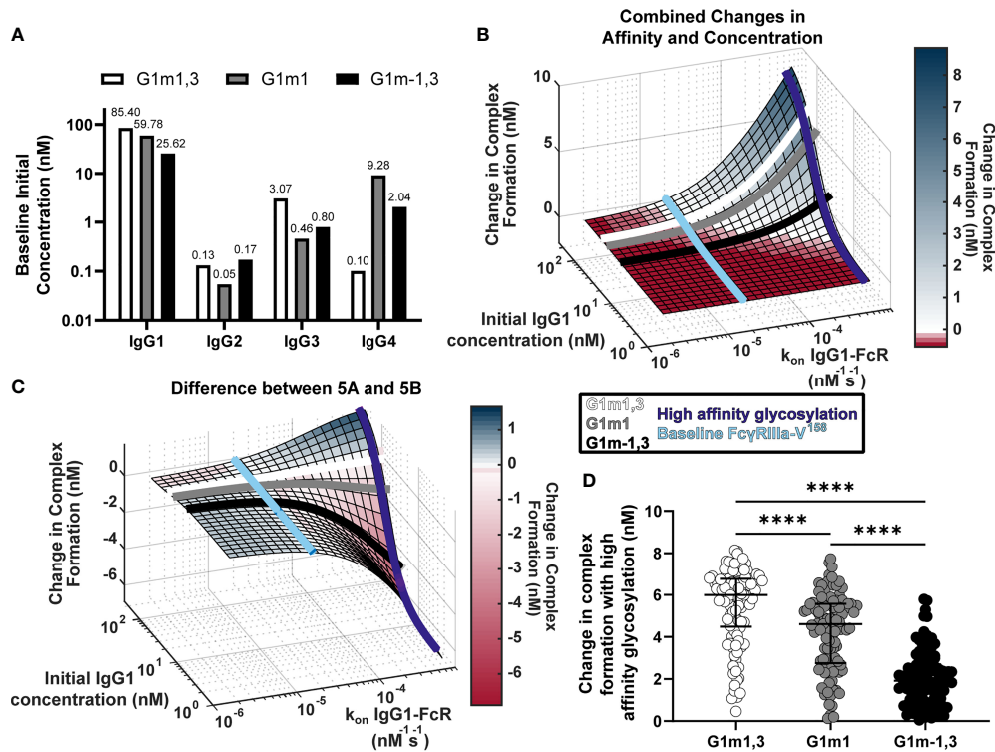 A
G1m1,3 G1m1 G1m-1,3
Baseline Initial
Concentration (nM)
100
10
1
0.1
0.01
85.40
59.78
25.62
0.13
0.05
0.17
3.07
0.46
0.80
0.10
9.28
2.04
IgG1 IgG2 IgG3 IgG4
B
Combined Changes in
Affinity and Concentration
Change in Complex
Formation (nM)
10
5
0
10²
10¹
10⁰
Initial IgG1
concentration (nM)
10⁻⁶
10⁻⁵
10⁻⁴
kon IgG1-FcR
(nM⁻¹s⁻¹)
8
7
6
5
4
3
2
1
0
Change in Complex
Formation (nM)
G1m1,3
G1m1
G1m-1,3
High affinity glycosylation
Baseline FcγRIIIa-V¹⁵⁸
C
Difference between 5A and 5B
Change in Complex
Formation (nM)
0
-2
-4
-6
10²
10¹
10⁰
Initial IgG1
concentration (nM)
10⁻⁶
10⁻⁵
10⁻⁴
kon IgG1-FcR
(nM⁻¹s⁻¹)
1
0
-1
-2
-3
-4
-5
-6
Change in Complex
Formation (nM)
D
Change in complex
formation with high
affinity glycosylation (nM)
10
8
6
4
2
0
****
**** ****
G1m1,3 G1m1 G1m-1,3